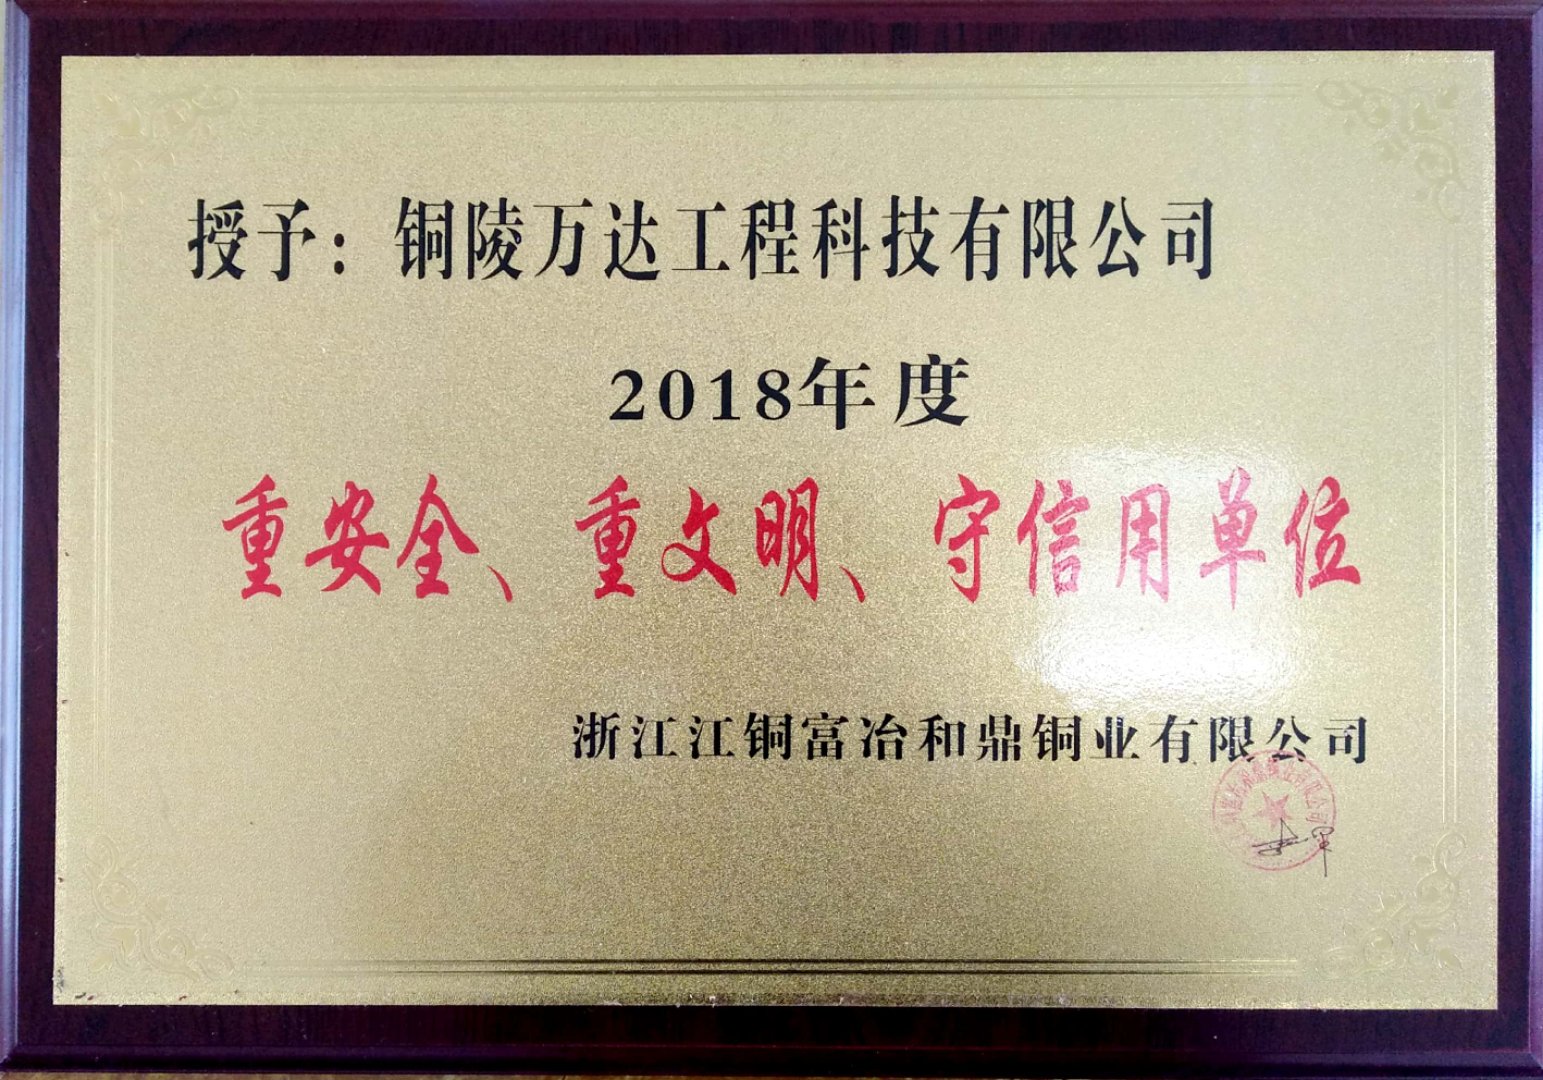 授予：铜陵万达工程科技有限公司
2018年度
重安全、重文明、守信用单位
浙江江铜富冶和鼎铜业有限公司